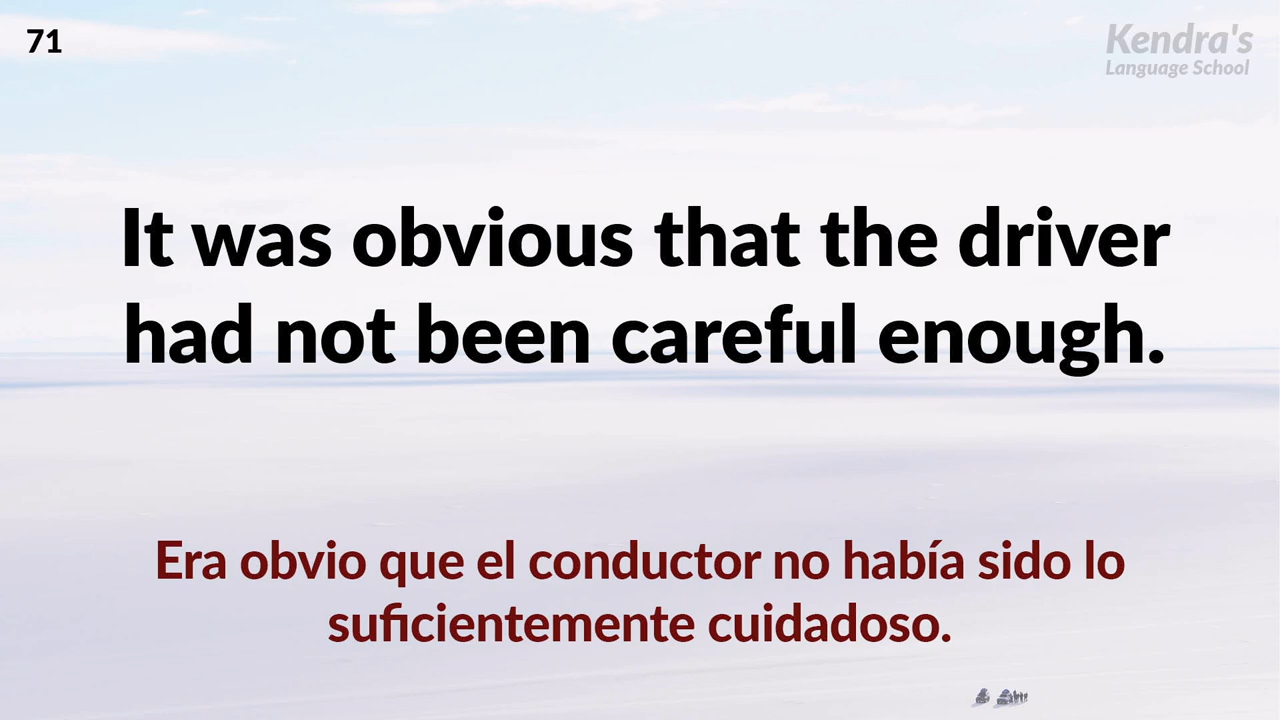 71
Kendra's
Language School
It was obvious that the driver
had not been careful enough.
Era obvio que el conductor no había sido lo
suficientemente cuidadoso.